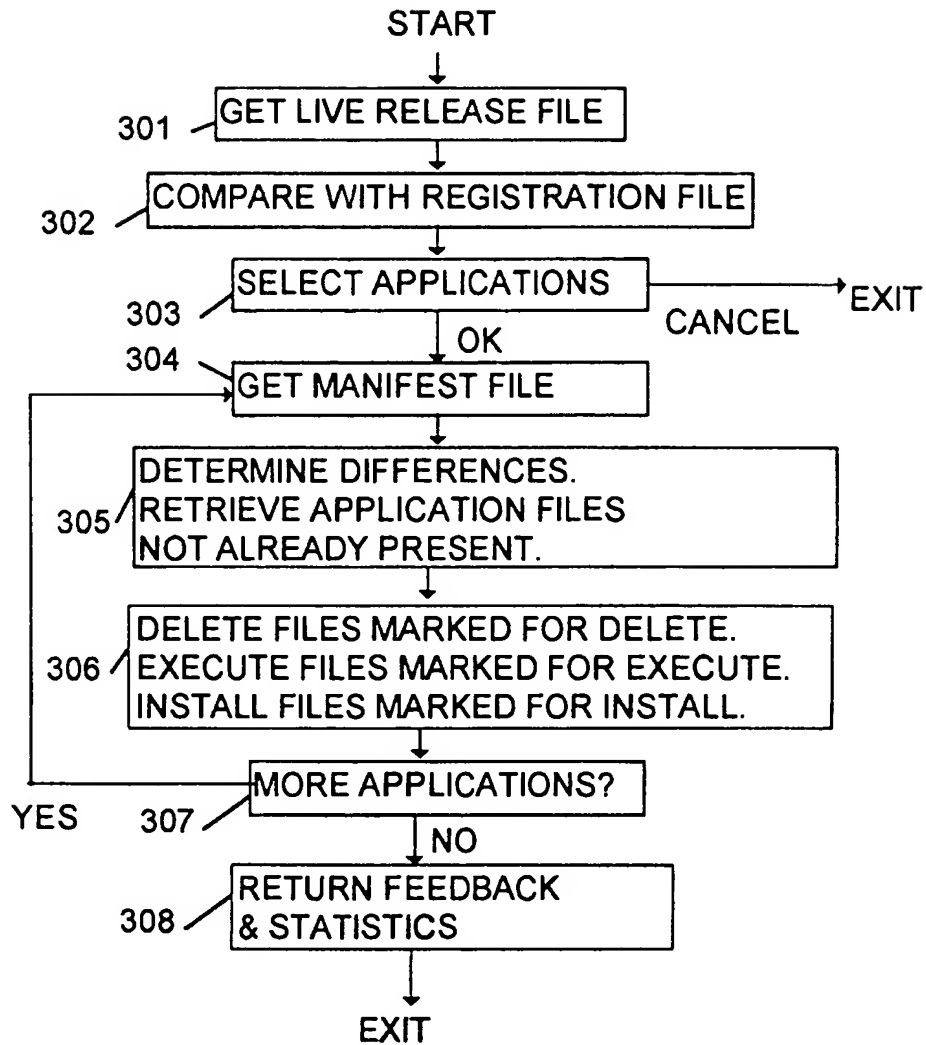 START
301
GET LIVE RELEASE FILE
302
COMPARE WITH REGISTRATION FILE
303
SELECT APPLICATIONS
CANCEL
EXIT
OK
304
GET MANIFEST FILE
305
DETERMINE DIFFERENCES.
RETRIEVE APPLICATION FILES
NOT ALREADY PRESENT.
306
DELETE FILES MARKED FOR DELETE.
EXECUTE FILES MARKED FOR EXECUTE.
INSTALL FILES MARKED FOR INSTALL.
YES
307
MORE APPLICATIONS?
NO
308
RETURN FEEDBACK
& STATISTICS
EXIT